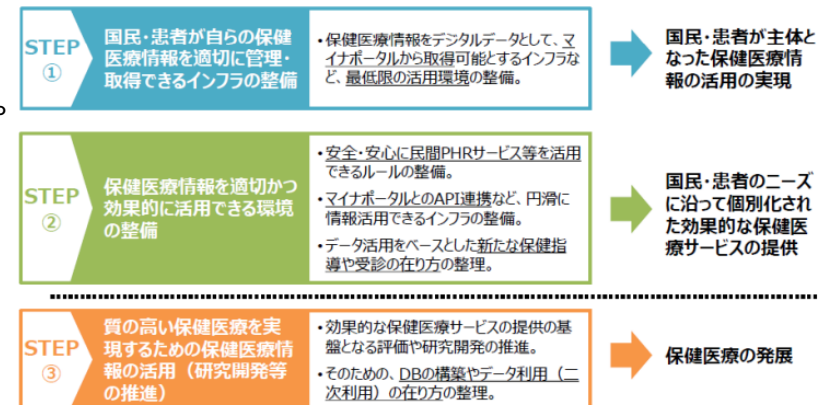 STEP
①
国民・患者が自らの保健
医療情報を適切に管理・
取得できるインフラの整備
・保健医療情報をデジタルデータとして、マ
イナポータルから取得可能とするインフラな
ど、最低限の活用環境の整備。
国民・患者が主体と
なった保健医療情
報の活用の実現
。
STEP
②
保健医療情報を適切かつ
効果的に活用できる環境
の整備
・安全・安心に民間PHRサービス等を活用
できるルールの整備。
・マイナポータルとのAPI連携など、円滑に
情報活用できるインフラの整備。
・データ活用をベースとした新たな保健指
導や受診の在り方の整理。
国民・患者のニーズ
に沿って個別化され
た効果的な保健医
療サービスの提供
STEP
③
質の高い保健医療を実
現するための保健医療情
報の活用（研究開発等
の推進）
・効果的な保健医療サービスの提供の基
盤となる評価や研究開発の推進。
・そのための、DBの構築やデータ利用（二
次利用）の在り方の整理。
保健医療の発展